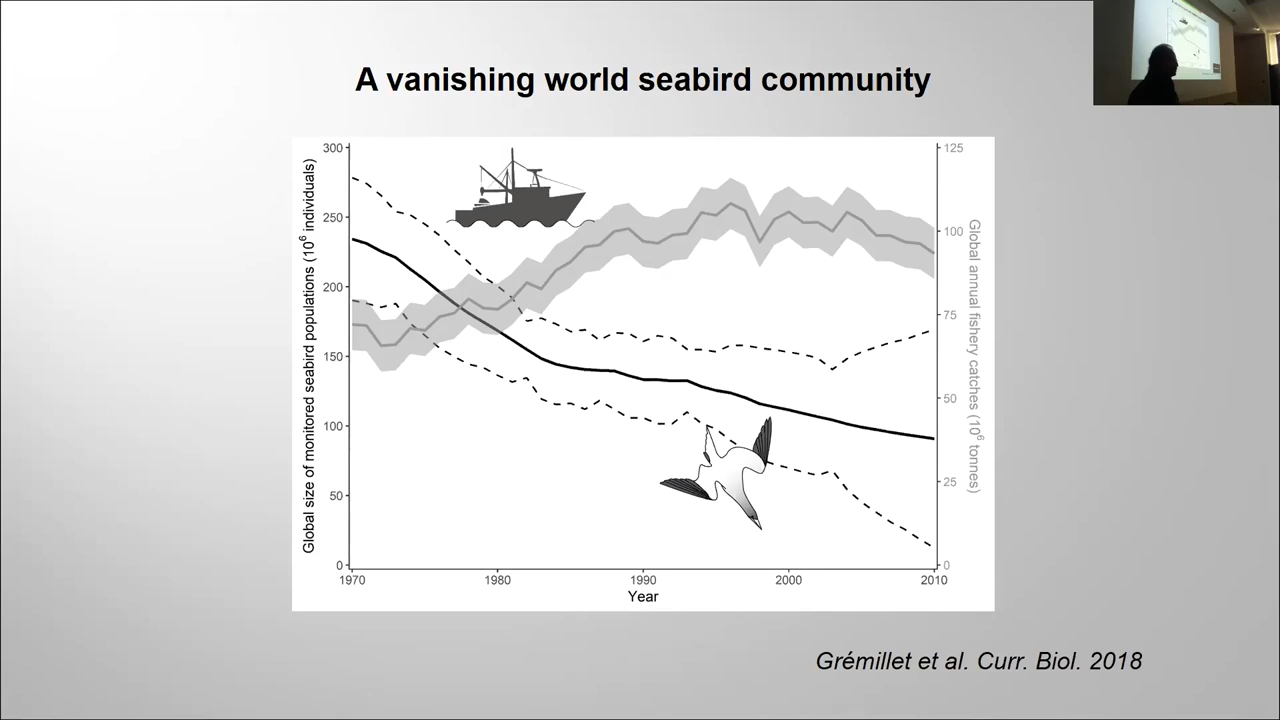 A vanishing world seabird community
Global size of monitored seabird populations (10⁶ individuals)
300
250
200
150
100
50
0
125
100
75
50
25
0
Global annual fishery catches (10⁶ tonnes)
1970 1980 1990 2000 2010
Year
Grémillet et al. Curr. Biol. 2018